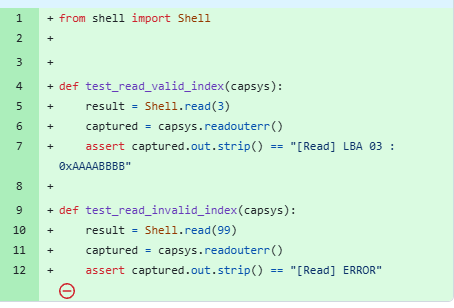 1 + from shell import Shell
2 +
3 +
4 + def test_read_valid_index(capsys):
5 +     result = Shell.read(3)
6 +     captured = capsys.readouterr()
7 +     assert captured.out.strip() == "[Read] LBA 03 :
0xAAAABBBB"
8 +
9 + def test_read_invalid_index(capsys):
10 +     result = Shell.read(99)
11 +     captured = capsys.readouterr()
12 +     assert captured.out.strip() == "[Read] ERROR"